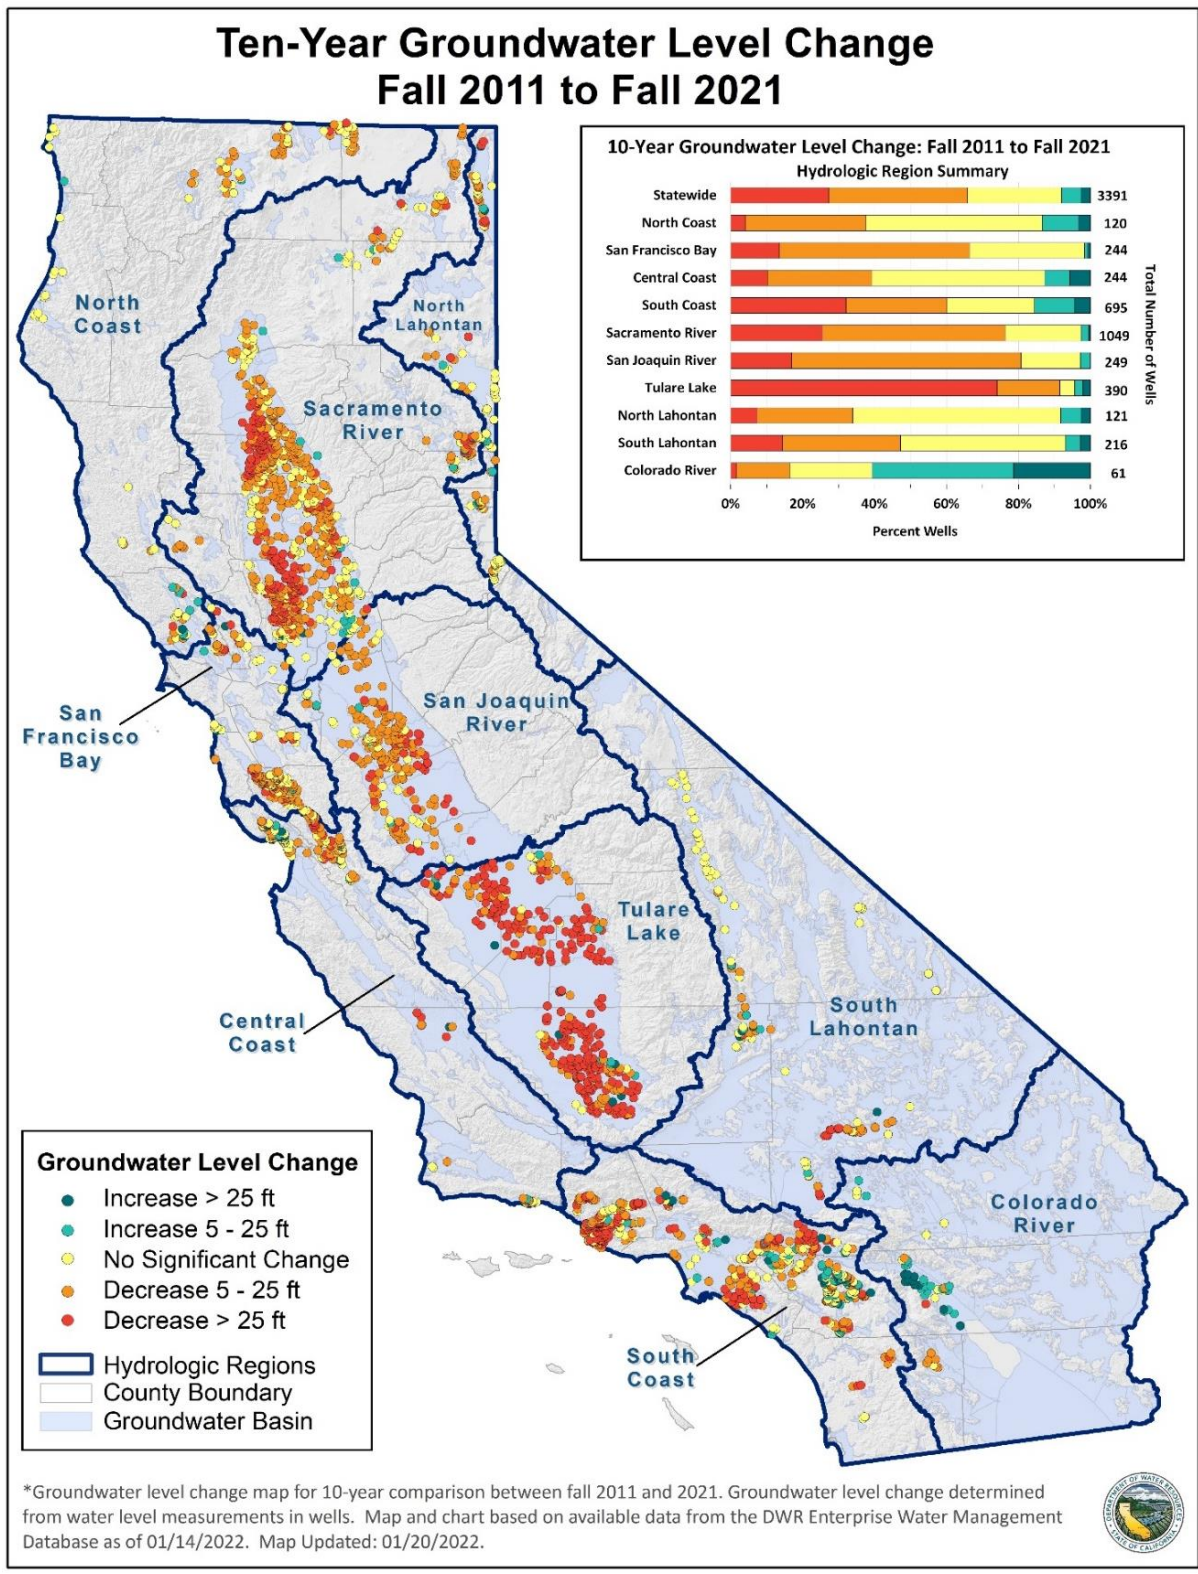 Ten-Year Groundwater Level Change
Fall 2011 to Fall 2021
10-Year Groundwater Level Change: Fall 2011 to Fall 2021
Hydrologic Region Summary
Statewide 3391
North Coast 120
San Francisco Bay 244
Central Coast 244
South Coast 695
Sacramento River 1049
San Joaquin River 249
Tulare Lake 390
North Lahontan 121
South Lahontan 216
Colorado River 61
0% 20% 40% 60% 80% 100%
Percent Wells
Total Number of Wells
North
Coast
North
Lahontan
Sacramento
River
San
Francisco
Bay
San Joaquin
River
Tulare
Lake
Central
Coast
South
Lahontan
Colorado
River
South
Coast
Groundwater Level Change
Increase > 25 ft
Increase 5 - 25 ft
No Significant Change
Decrease 5 - 25 ft
Decrease > 25 ft
Hydrologic Regions
County Boundary
Groundwater Basin
*Groundwater level change map for 10-year comparison between fall 2011 and 2021. Groundwater level change determined
from water level measurements in wells. Map and chart based on available data from the DWR Enterprise Water Management
Database as of 01/14/2022. Map Updated: 01/20/2022.
DEPARTMENT OF WATER RESOURCES
STATE OF CALIFORNIA